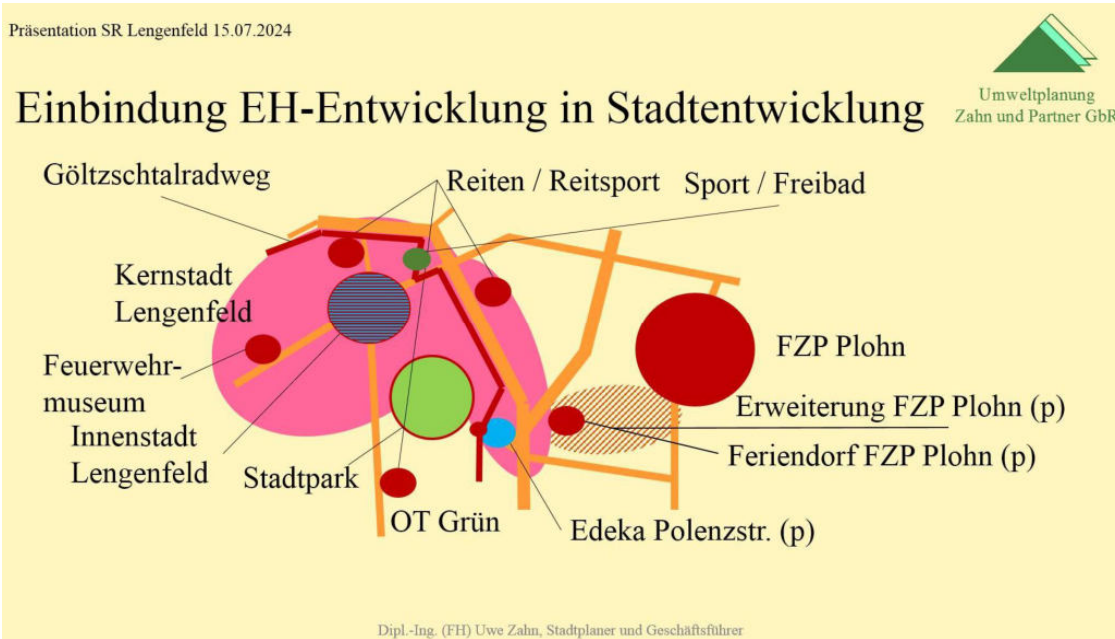 Präsentation SR Lengenfeld 15.07.2024
Umweltplanung
Zahn und Partner GbR
Einbindung EH-Entwicklung in Stadtentwicklung
Göltzschtalradweg
Reiten / Reitsport
Sport / Freibad
Kernstadt
Lengenfeld
FZP Plohn
Feuerwehr-
museum
Erweiterung FZP Plohn (p)
Innenstadt
Lengenfeld
Feriendorf FZP Plohn (p)
Stadtpark
OT Grün
Edeka Polenzstr. (p)
Dipl.-Ing. (FH) Uwe Zahn, Stadtplaner und Geschäftsführer